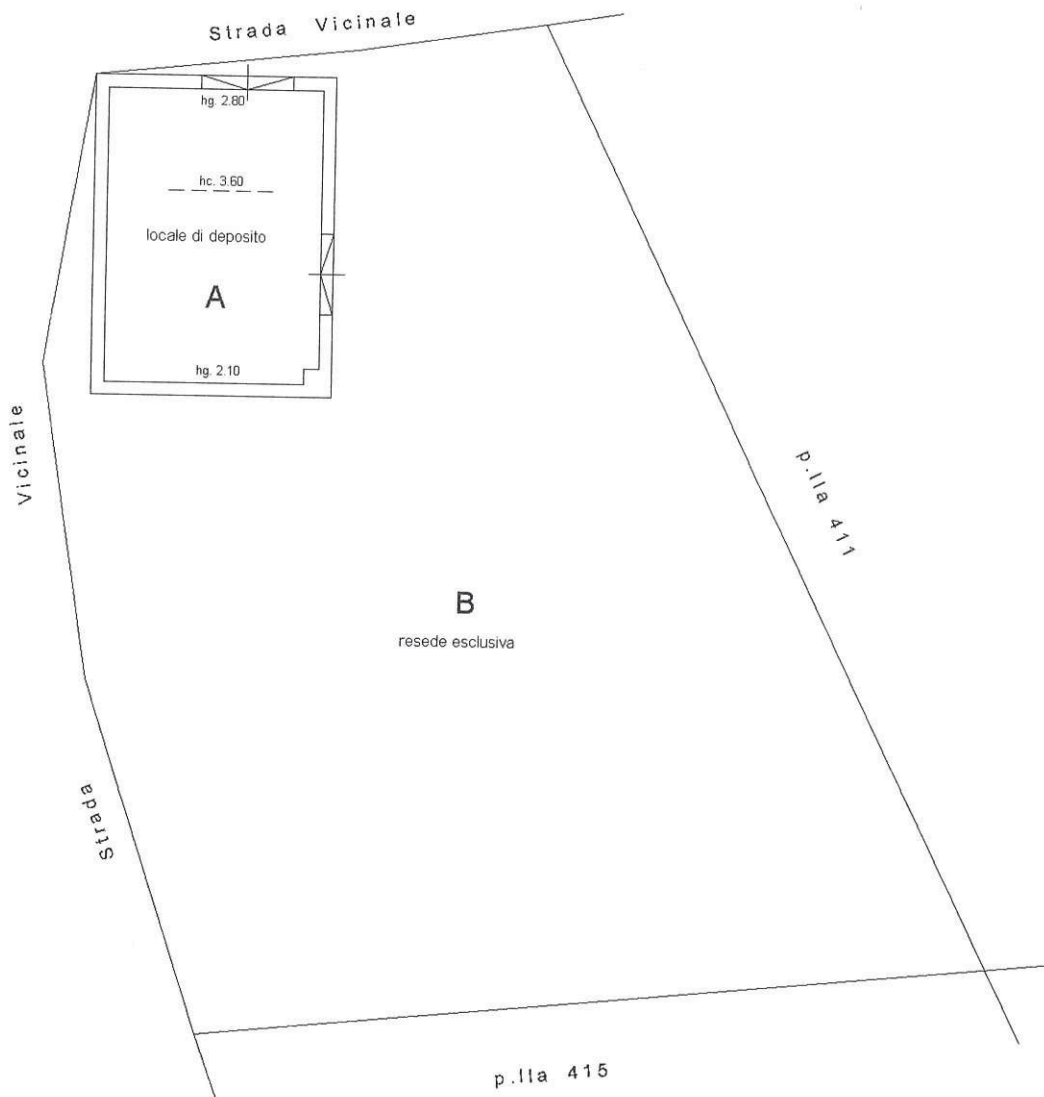 Strada Vicinale
hg. 2.80
hc. 3.60
locale di deposito
A
hg. 2.10
Vicinale
Strada
p.lla 411
B
resede esclusiva
p.lla 415